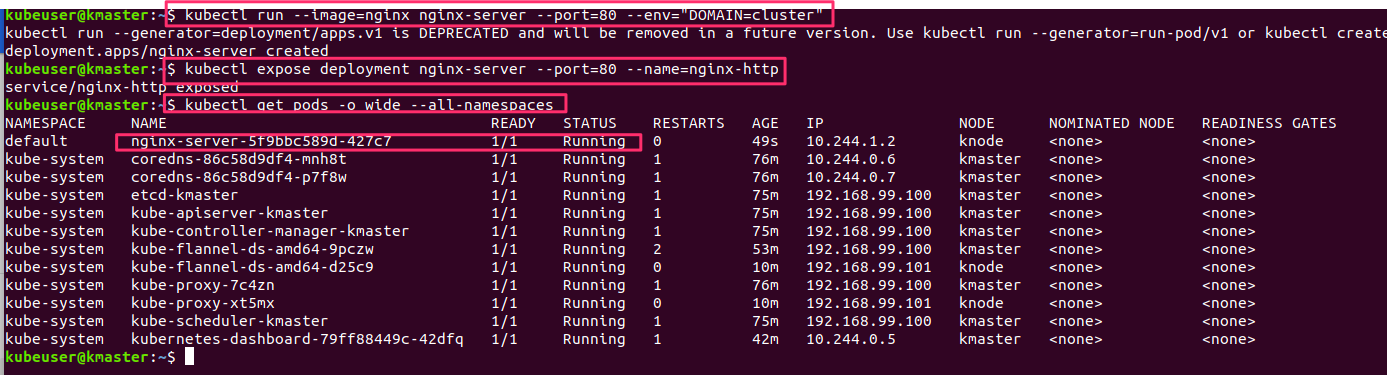 kubeuser@kmaster:~$ kubectl run --image=nginx nginx-server --port=80 --env="DOMAIN=cluster"
kubectl run --generator=deployment/apps.v1 is DEPRECATED and will be removed in a future version. Use kubectl run --generator=run-pod/v1 or kubectl create
deployment.apps/nginx-server created
kubeuser@kmaster:~$ kubectl expose deployment nginx-server --port=80 --name=nginx-http
service/nginx-http exposed
kubeuser@kmaster:~$ kubectl get pods -o wide --all-namespaces
NAMESPACE NAME READY STATUS RESTARTS AGE IP NODE NOMINATED NODE READINESS GATES
default nginx-server-5f9bbc589d-427c7 1/1 Running 0 49s 10.244.1.2 knode <none> <none>
kube-system coredns-86c58d9df4-mnh8t 1/1 Running 1 76m 10.244.0.6 kmaster <none> <none>
kube-system coredns-86c58d9df4-p7f8w 1/1 Running 1 76m 10.244.0.7 kmaster <none> <none>
kube-system etcd-kmaster 1/1 Running 1 75m 192.168.99.100 kmaster <none> <none>
kube-system kube-apiserver-kmaster 1/1 Running 1 75m 192.168.99.100 kmaster <none> <none>
kube-system kube-controller-manager-kmaster 1/1 Running 1 75m 192.168.99.100 kmaster <none> <none>
kube-system kube-flannel-ds-amd64-9pczw 1/1 Running 2 53m 192.168.99.100 kmaster <none> <none>
kube-system kube-flannel-ds-amd64-d25c9 1/1 Running 0 10m 192.168.99.101 knode <none> <none>
kube-system kube-proxy-7c4zn 1/1 Running 1 76m 192.168.99.100 kmaster <none> <none>
kube-system kube-proxy-xt5mx 1/1 Running 0 10m 192.168.99.101 knode <none> <none>
kube-system kube-scheduler-kmaster 1/1 Running 1 75m 192.168.99.100 kmaster <none> <none>
kube-system kubernetes-dashboard-79ff88449c-42dfq 1/1 Running 1 42m 10.244.0.5 kmaster <none> <none>
kubeuser@kmaster:~$